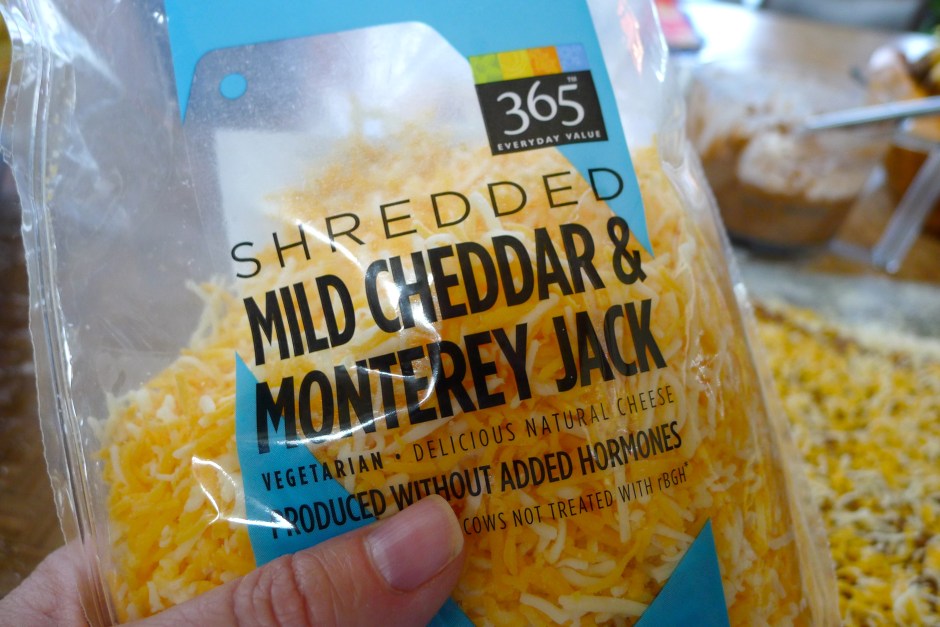 365™
EVERYDAY VALUE
SHREDDED
MILD CHEDDAR &
MONTEREY JACK
VEGETARIAN • DELICIOUS NATURAL CHEESE
PRODUCED WITHOUT ADDED HORMONES
COWS NOT TREATED WITH rBGH*